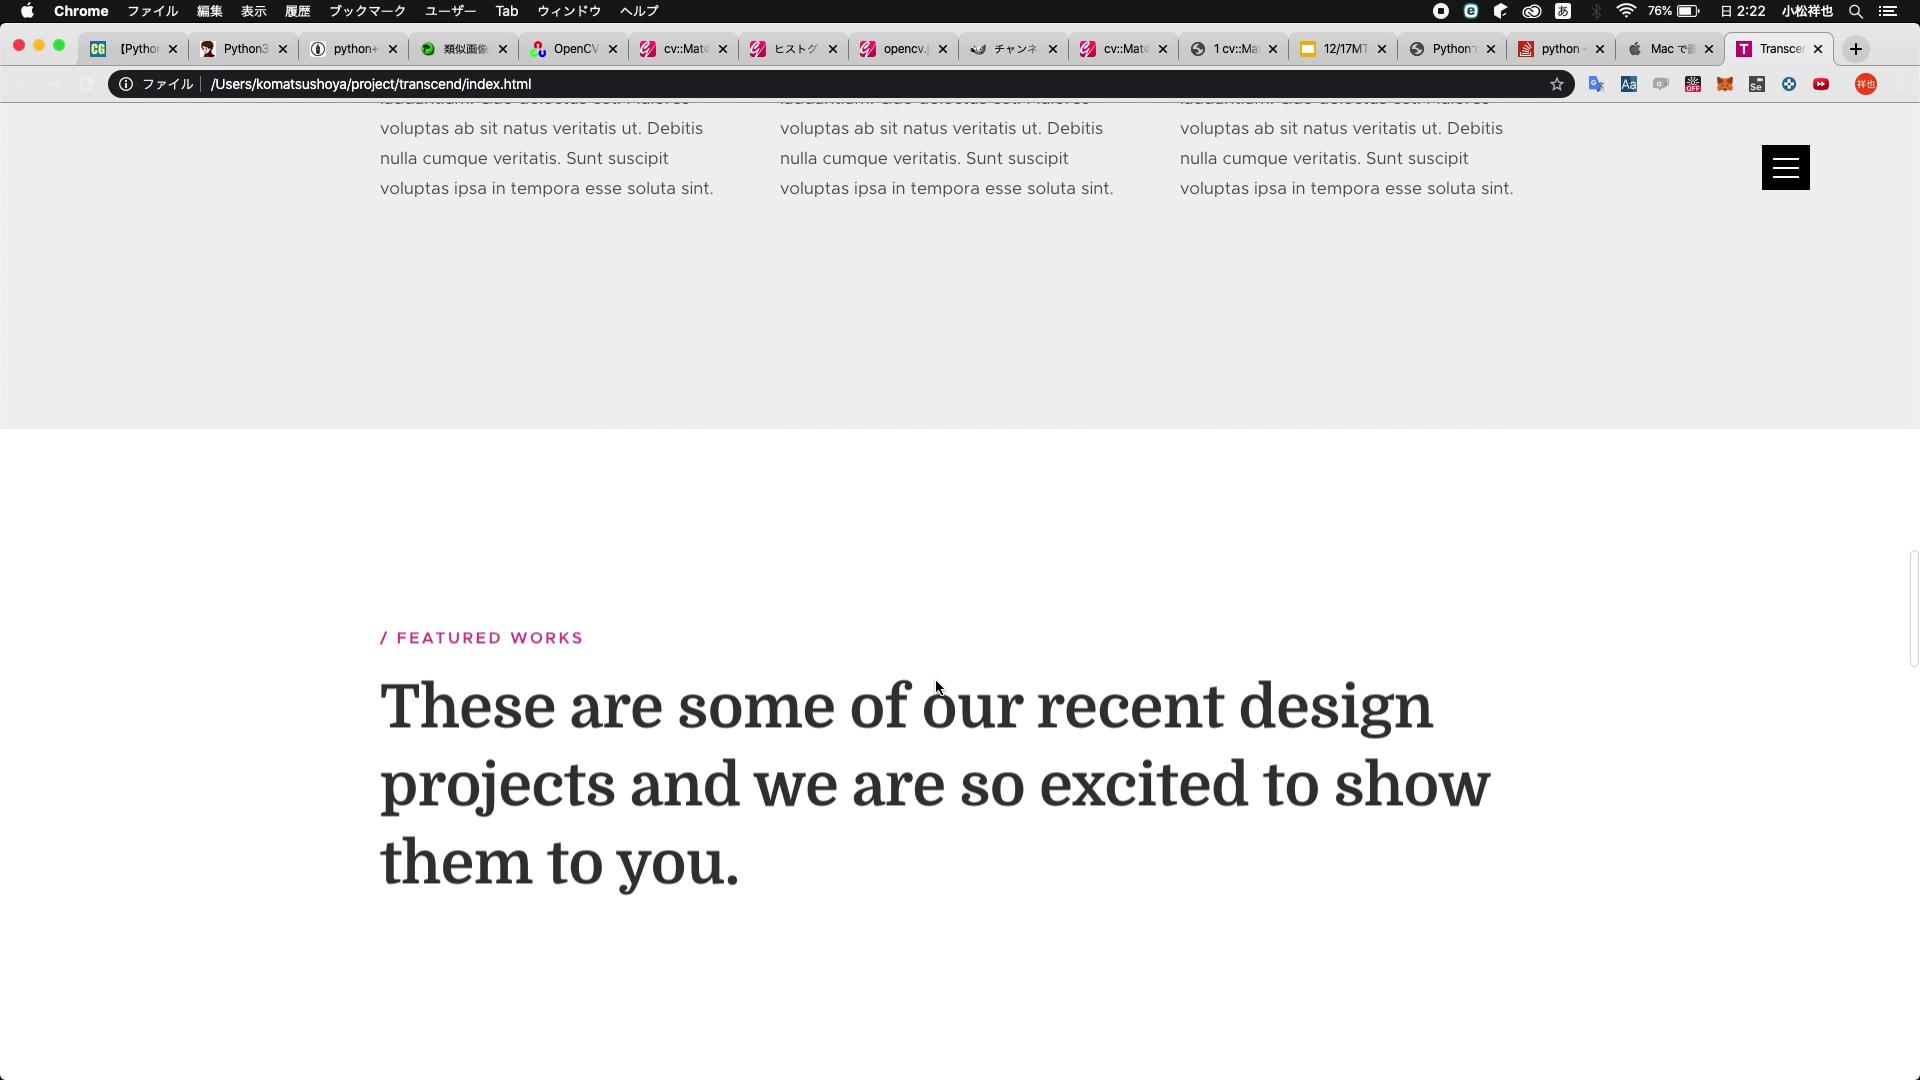 Chrome ファイル 編集 表示 履歴 ブックマーク ユーザー Tab ウィンドウ ヘルプ 76% 日 2:22 小松祥也
【Pytho Python3 python+ 類似画像 OpenCV cv::Mat ヒストグ opencv. チャンネ cv::Mat 1 cv::Ma 12/17MT Python python - Mac で Transce
ファイル /Users/komatsushoya/project/transcend/index.html 祥也
voluptas ab sit natus veritatis ut. Debitis
nulla cumque veritatis. Sunt suscipit
voluptas ipsa in tempora esse soluta sint.
voluptas ab sit natus veritatis ut. Debitis
nulla cumque veritatis. Sunt suscipit
voluptas ipsa in tempora esse soluta sint.
voluptas ab sit natus veritatis ut. Debitis
nulla cumque veritatis. Sunt suscipit
voluptas ipsa in tempora esse soluta sint.
/ FEATURED WORKS
These are some of our recent design
projects and we are so excited to show
them to you.